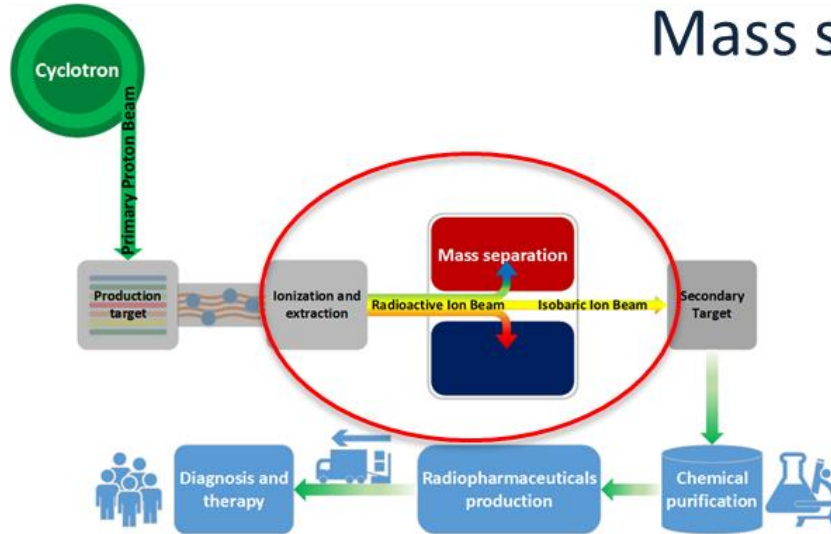 Mass s
Cyclotron
Primary Proton Beam
Production
target
Ionization and
extraction
Mass separation
Radioactive Ion Beam
Isobaric Ion Beam
Secondary
Target
Diagnosis and
therapy
Radiopharmaceuticals
production
Chemical
purification